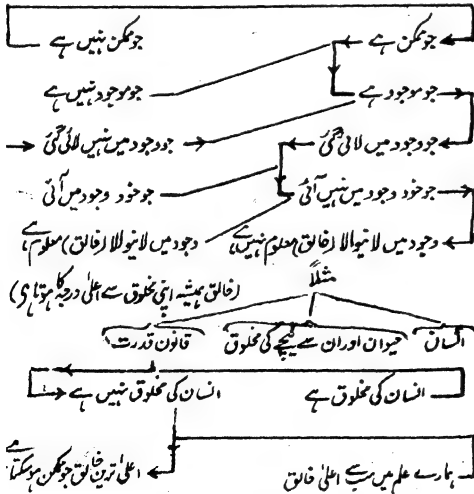 جو ممکن ہے جو ممکن نہیں ہے
جو موجود ہے جو موجود نہیں ہے
جو وجود میں لائی گئی جو وجود میں نہیں لائی گئی
جو خود وجود میں نہیں آئی جو خود وجود میں آئی
وجود میں لانیوالا (خالق) معلوم نہیں ہے وجود میں لانیوالا (خالق) معلوم ہے
(خالق ہمیشہ اپنی مخلوق سے اعلیٰ درجہ کا ہوتا ہے)
مثلاً
انسان حیوان اور ان سے نیچے کی مخلوق قانون قدرت
انسان کی مخلوق ہے انسان کی مخلوق نہیں ہے
ہمارے علم میں سب سے اعلیٰ خالق اعلیٰ ترین خالق جو ممکن ہو سکتا ہے